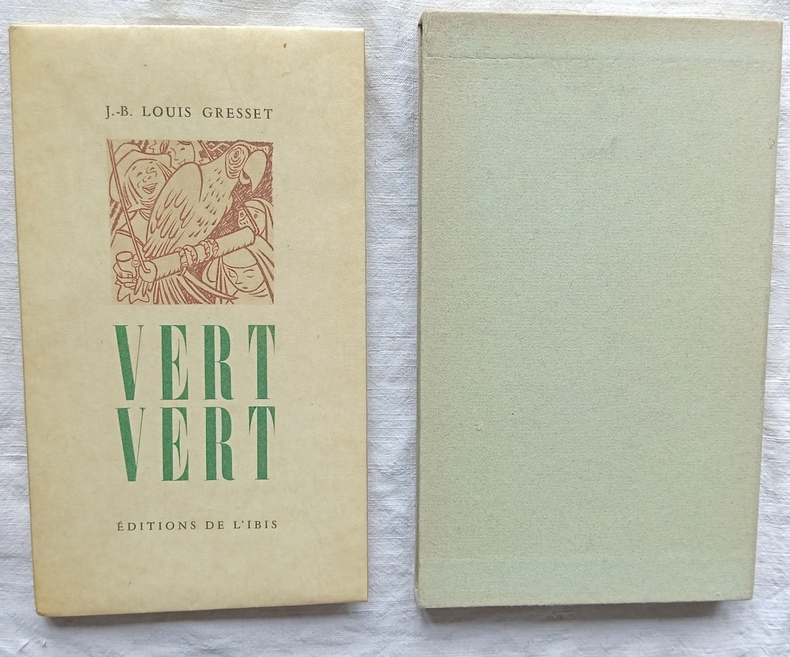 J.-B. LOUIS GRESSET
VERT
VERT
ÉDITIONS DE L'IBIS